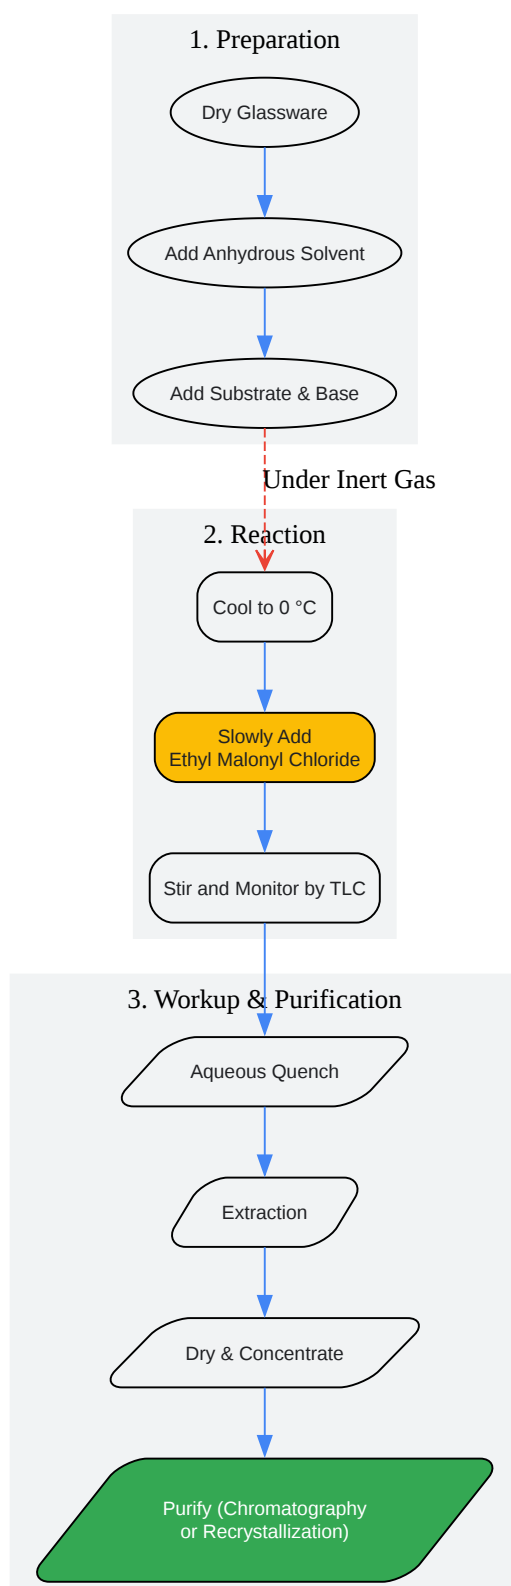 1. Preparation
Dry Glassware
Add Anhydrous Solvent
Add Substrate & Base
Under Inert Gas
2. Reaction
Cool to 0 °C
Slowly Add
Ethyl Malonyl Chloride
Stir and Monitor by TLC
3. Workup & Purification
Aqueous Quench
Extraction
Dry & Concentrate
Purify (Chromatography
or Recrystallization)